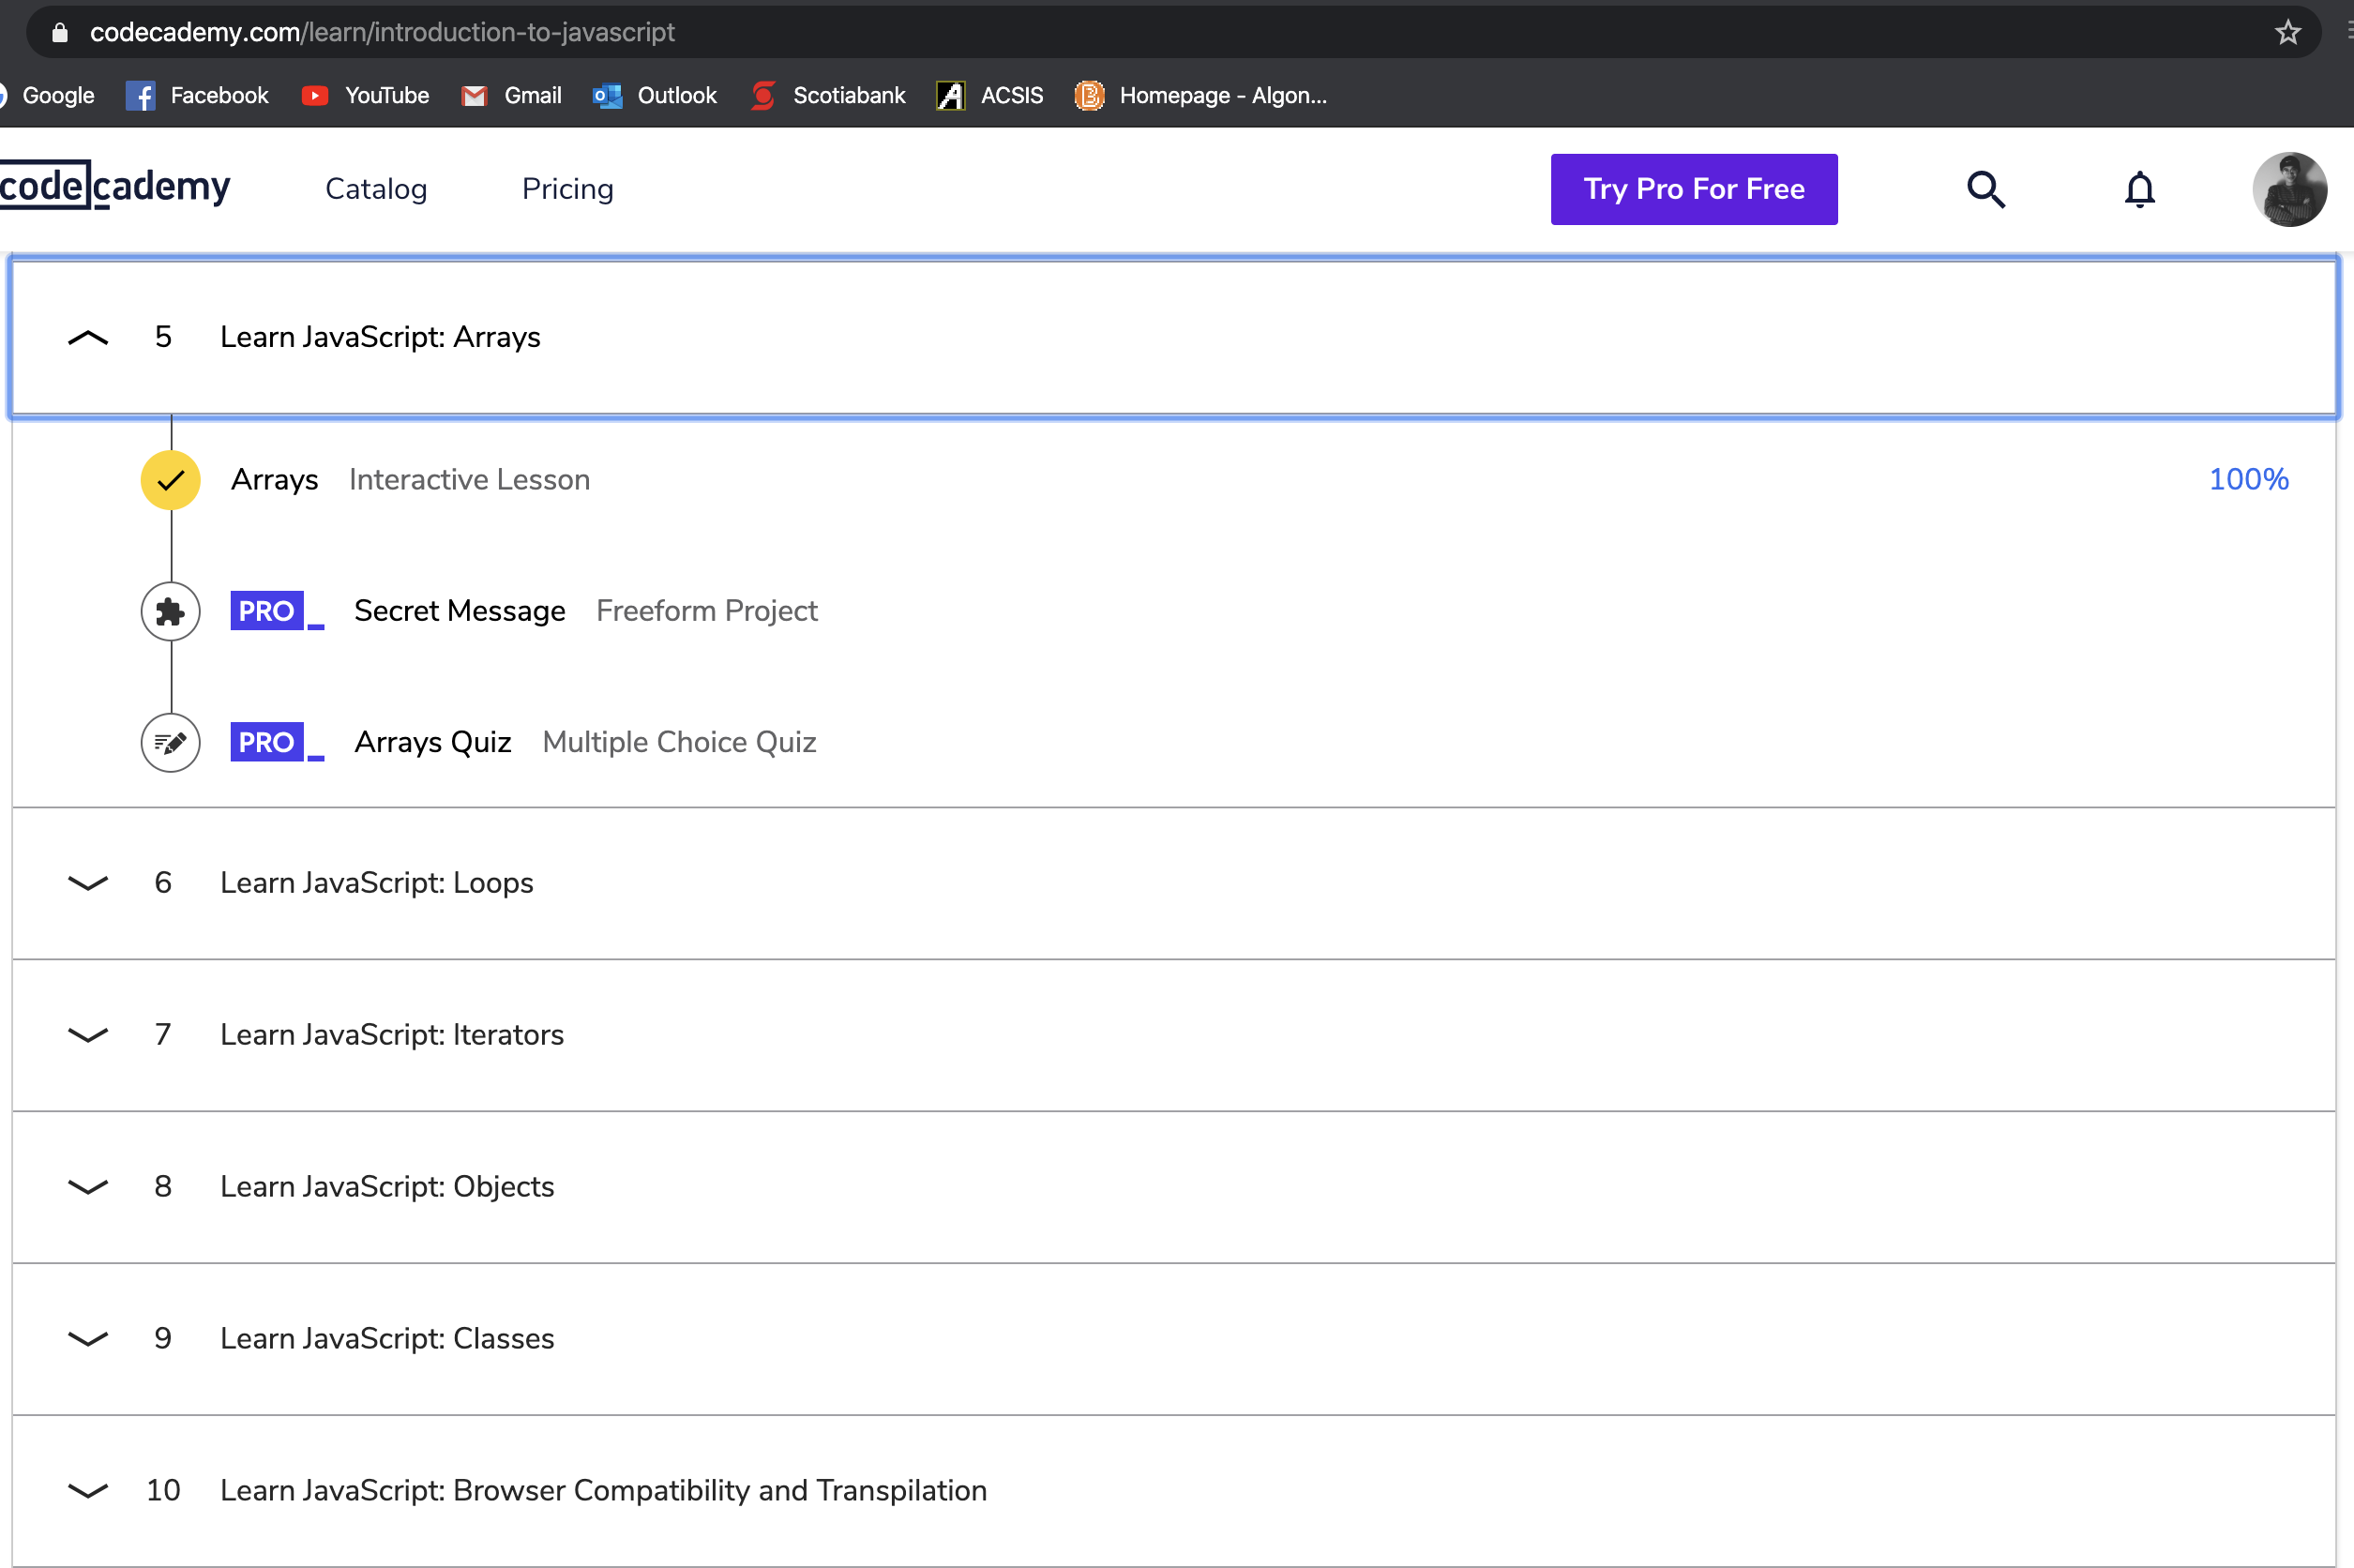 codecademy.com/learn/introduction-to-javascript
Google Facebook YouTube Gmail Outlook Scotiabank ACSIS Homepage - Algon...
codecademy Catalog Pricing Try Pro For Free
5 Learn JavaScript: Arrays
Arrays Interactive Lesson 100%
PRO Secret Message Freeform Project
PRO Arrays Quiz Multiple Choice Quiz
6 Learn JavaScript: Loops
7 Learn JavaScript: Iterators
8 Learn JavaScript: Objects
9 Learn JavaScript: Classes
10 Learn JavaScript: Browser Compatibility and Transpilation